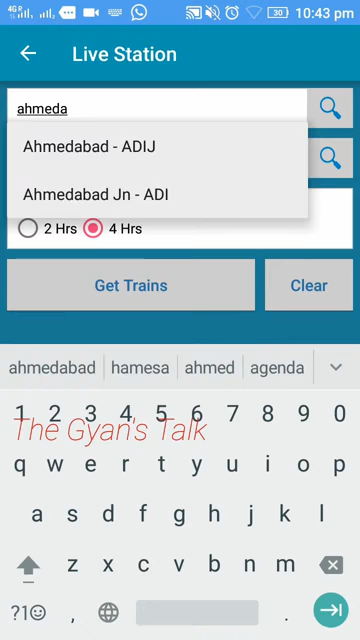 4G R 30 10:43 pm
Live Station
ahmeda
Ahmedabad - ADIJ
Ahmedabad Jn - ADI
2 Hrs 4 Hrs
Get Trains Clear
ahmedabad hamesa ahmed agenda
1 2 3 4 5 6 7 8 9 0
The Gyan's Talk
q w e r t y u i o p
a s d f g h j k l
z x c v b n m
?1 , .